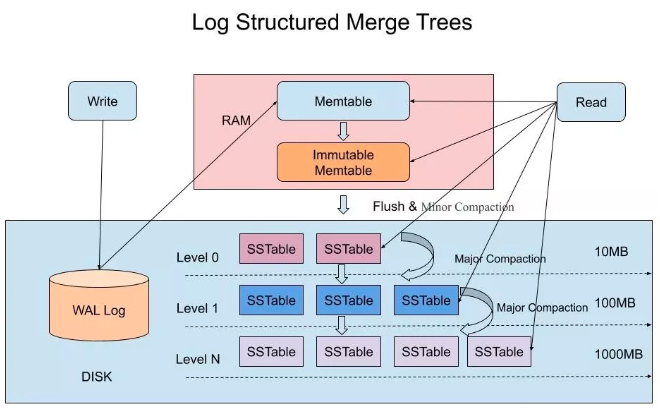 Log Structured Merge Trees
Write
RAM
Memtable
Read
Immutable
Memtable
Flush & Minor Compaction
Level 0
SSTable
SSTable
Major Compaction
10MB
WAL Log
Level 1
SSTable
SSTable
SSTable
Major Compaction
100MB
Level N
SSTable
SSTable
SSTable
SSTable
1000MB
DISK